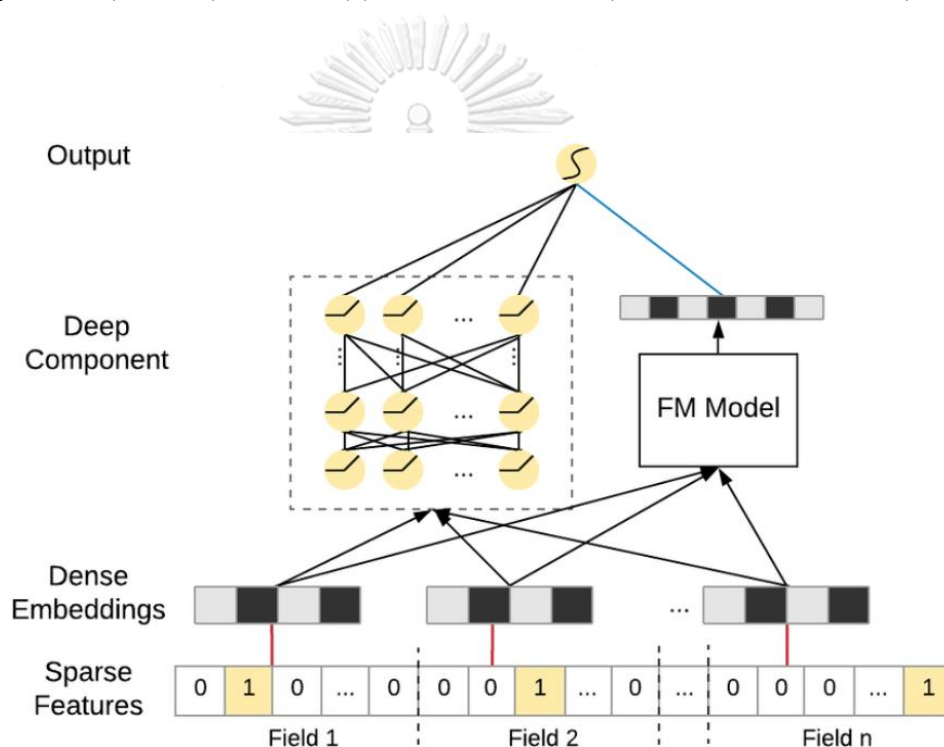 Output
Deep
Component
...
...
...
FM Model
Dense
Embeddings
...
Sparse
Features
0 1 0 ... 0 0 0 1 ... 0 ... 0 0 0 ... 1
Field 1 Field 2 Field n